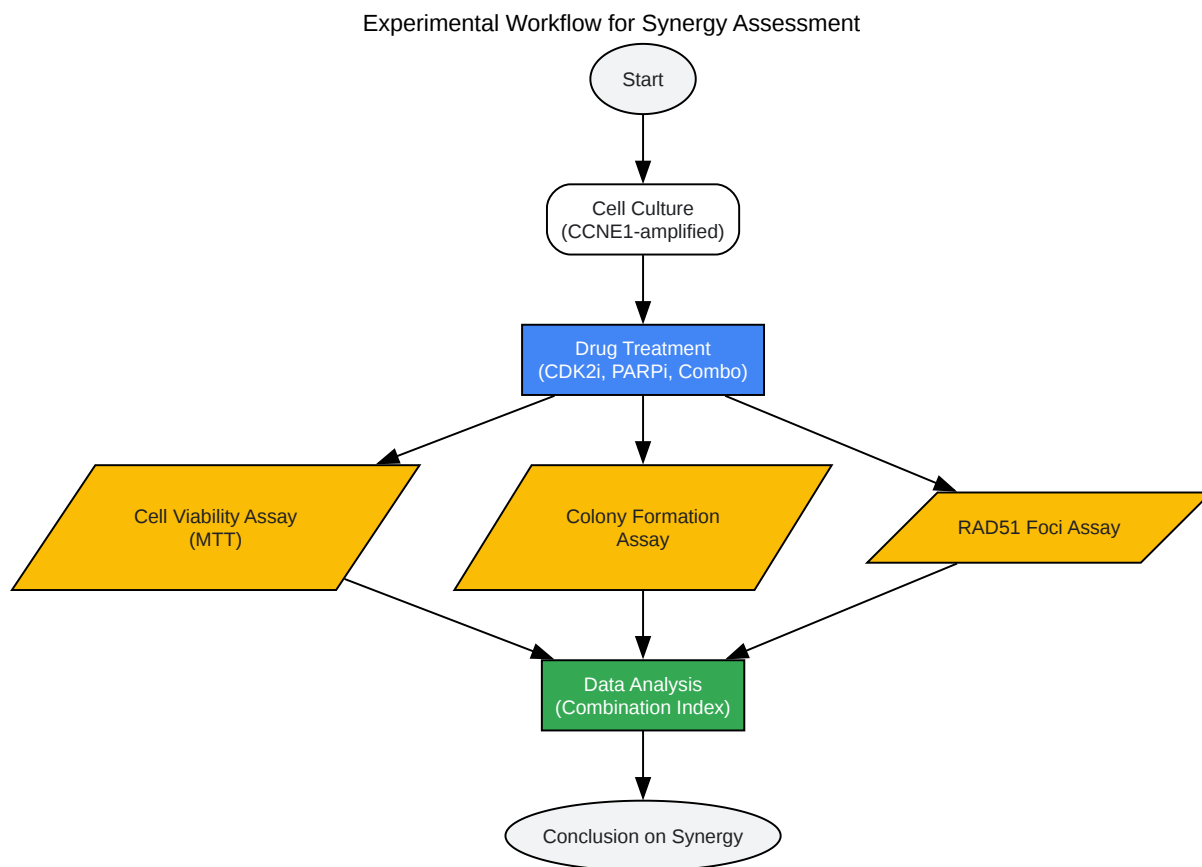 Experimental Workflow for Synergy Assessment
Start
Cell Culture
(CCNE1-amplified)
Drug Treatment
(CDK2i, PARPi, Combo)
Cell Viability Assay
(MTT)
Colony Formation
Assay
RAD51 Foci Assay
Data Analysis
(Combination Index)
Conclusion on Synergy